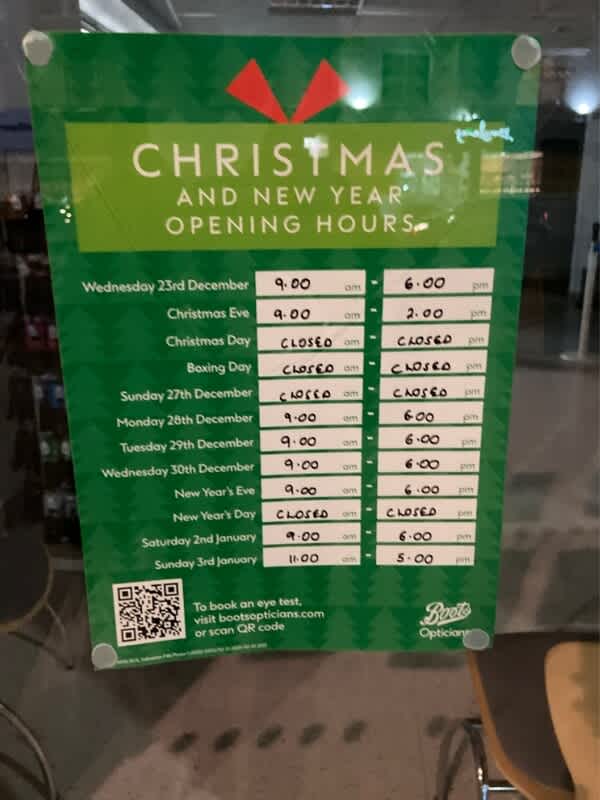 CHRISTMAS
AND NEW YEAR
OPENING HOURS
Wednesday 23rd December 9.00 am - 6.00 pm
Christmas Eve 9.00 am - 2.00 pm
Christmas Day CLOSED am - CLOSED pm
Boxing Day CLOSED am - CLOSED pm
Sunday 27th December CLOSED am - CLOSED pm
Monday 28th December 9.00 am - 6.00 pm
Tuesday 29th December 9.00 am - 6.00 pm
Wednesday 30th December 9.00 am - 6.00 pm
New Year's Eve 9.00 am - 6.00 pm
New Year's Day CLOSED am - CLOSED pm
Saturday 2nd January 9.00 am - 6.00 pm
Sunday 3rd January 11.00 am - 5.00 pm
To book an eye test,
visit bootsopticians.com
or scan QR code
Boots
Opticians